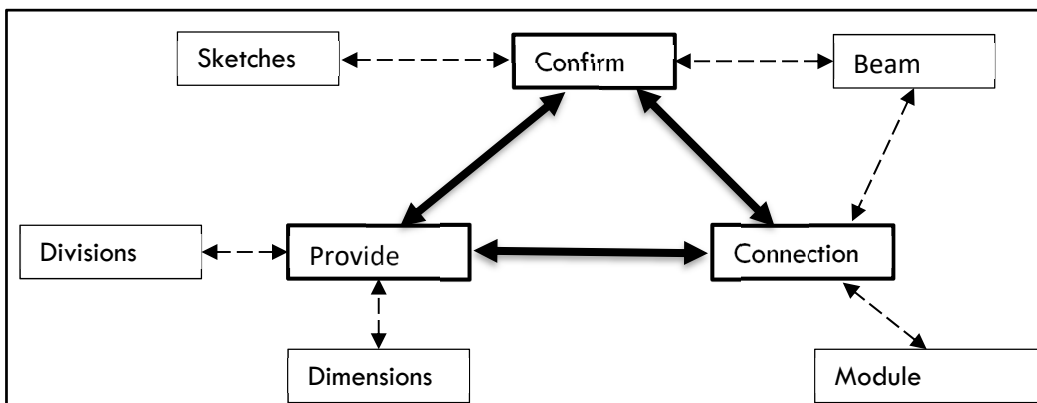 Sketches
Confirm
Beam
Divisions
Provide
Connection
Dimensions
Module